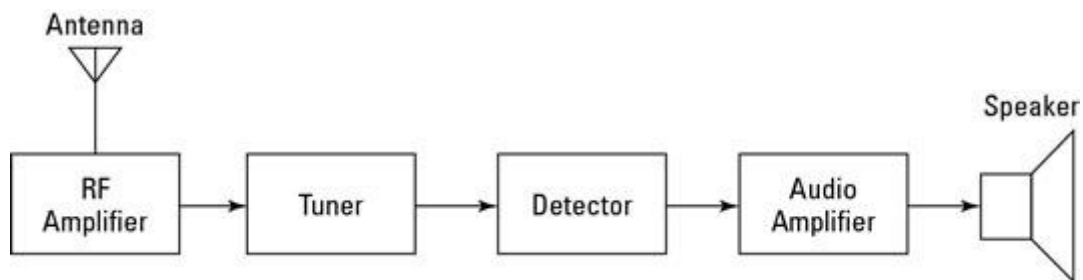 Antenna
Speaker
RF
Amplifier
Tuner
Detector
Audio
Amplifier